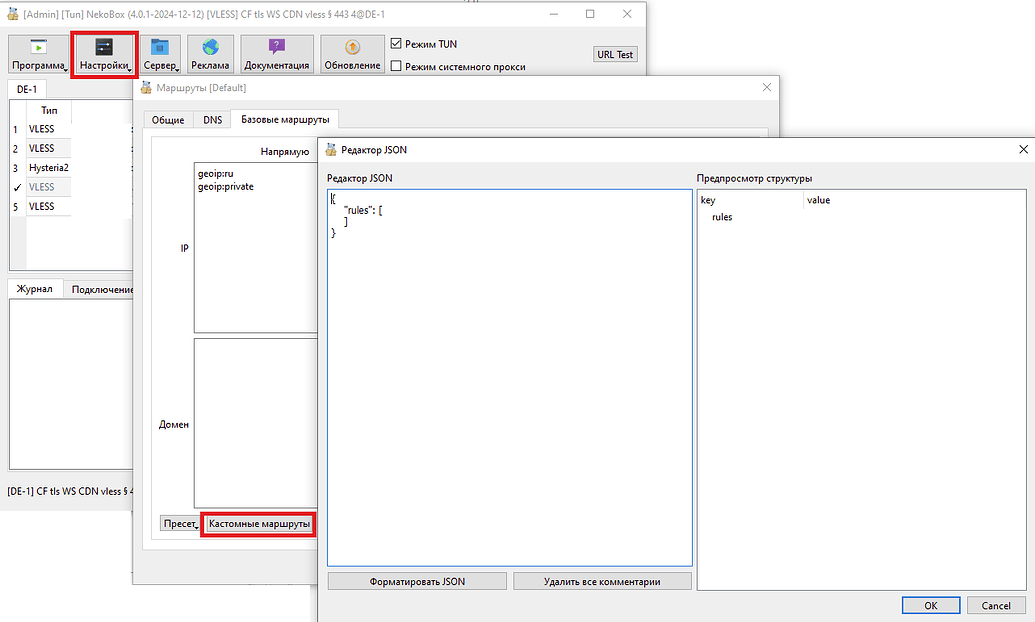 [Admin] [Tun] NekoBox (4.0.1-2024-12-12) [VLESS] CF tls WS CDN vless § 443 4@DE-1
Программа
Настройки
Сервер
Реклама
Документация
Обновление
Режим TUN
Режим системного прокси
URL Test
DE-1
Тип
1 VLESS
2 VLESS
3 Hysteria2
✓ VLESS
5 VLESS
Журнал
Подключение
[DE-1] CF tls WS CDN vless § 4
Маршруты [Default]
Общие
DNS
Базовые маршруты
Напрямую
IP
geoip:ru
geoip:private
Домен
Пресет
Кастомные маршруты
Редактор JSON
Редактор JSON
{
"rules": [
]
}
Форматировать JSON
Удалить все комментарии
Предпросмотр структуры
key value
rules
OK
Cancel